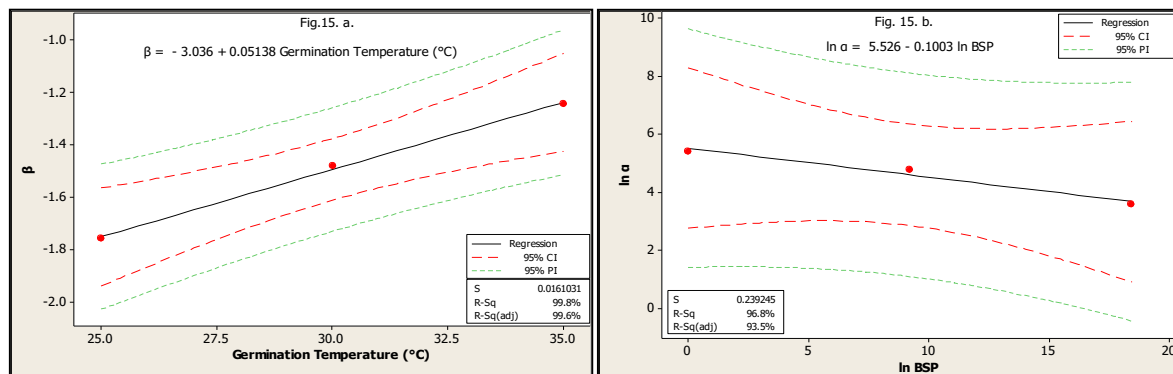 Fig.15. a.
β = - 3.036 + 0.05138 Germination Temperature (°C)
-1.0
-1.2
-1.4
-1.6
-1.8
-2.0
β
Regression
95% CI
95% PI
S 0.0161031
R-Sq 99.8%
R-Sq(adj) 99.6%
25.0 27.5 30.0 32.5 35.0
Germination Temperature (°C)
Fig. 15. b.
ln α = 5.526 - 0.1003 ln BSP
Regression
95% CI
95% PI
10
8
6
4
2
0
ln α
S 0.239245
R-Sq 96.8%
R-Sq(adj) 93.5%
0 5 10 15 20
ln BSP